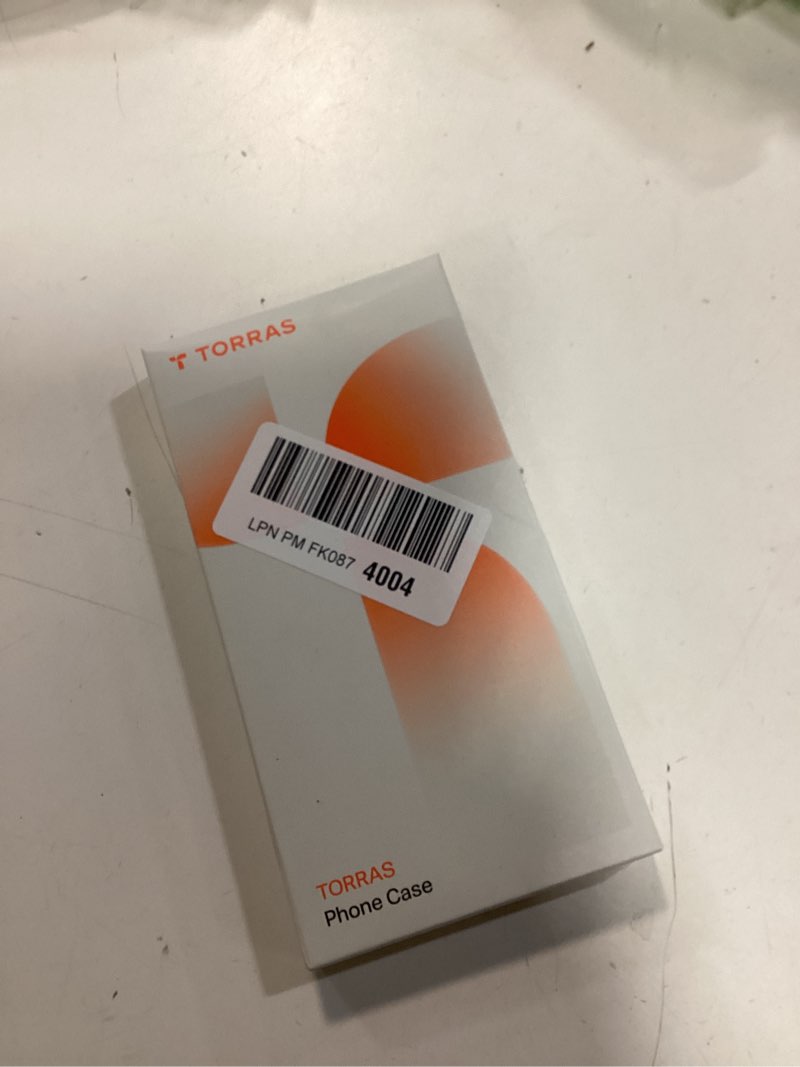 TORRAS
LPN PM FK087 4004
TORRAS
Phone Case